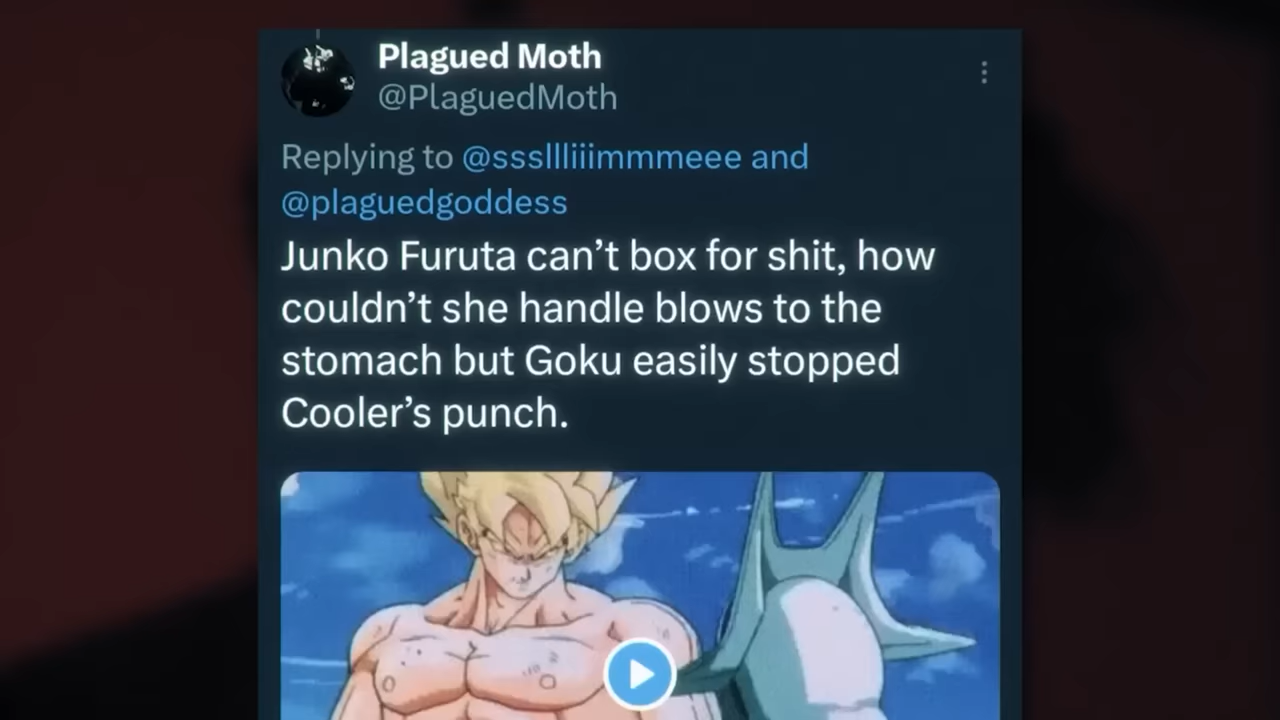 Plagued Moth
@PlaguedMoth
Replying to @sssllliiimmmeee and
@plaguedgoddess
Junko Furuta can’t box for shit, how
couldn’t she handle blows to the
stomach but Goku easily stopped
Cooler’s punch.